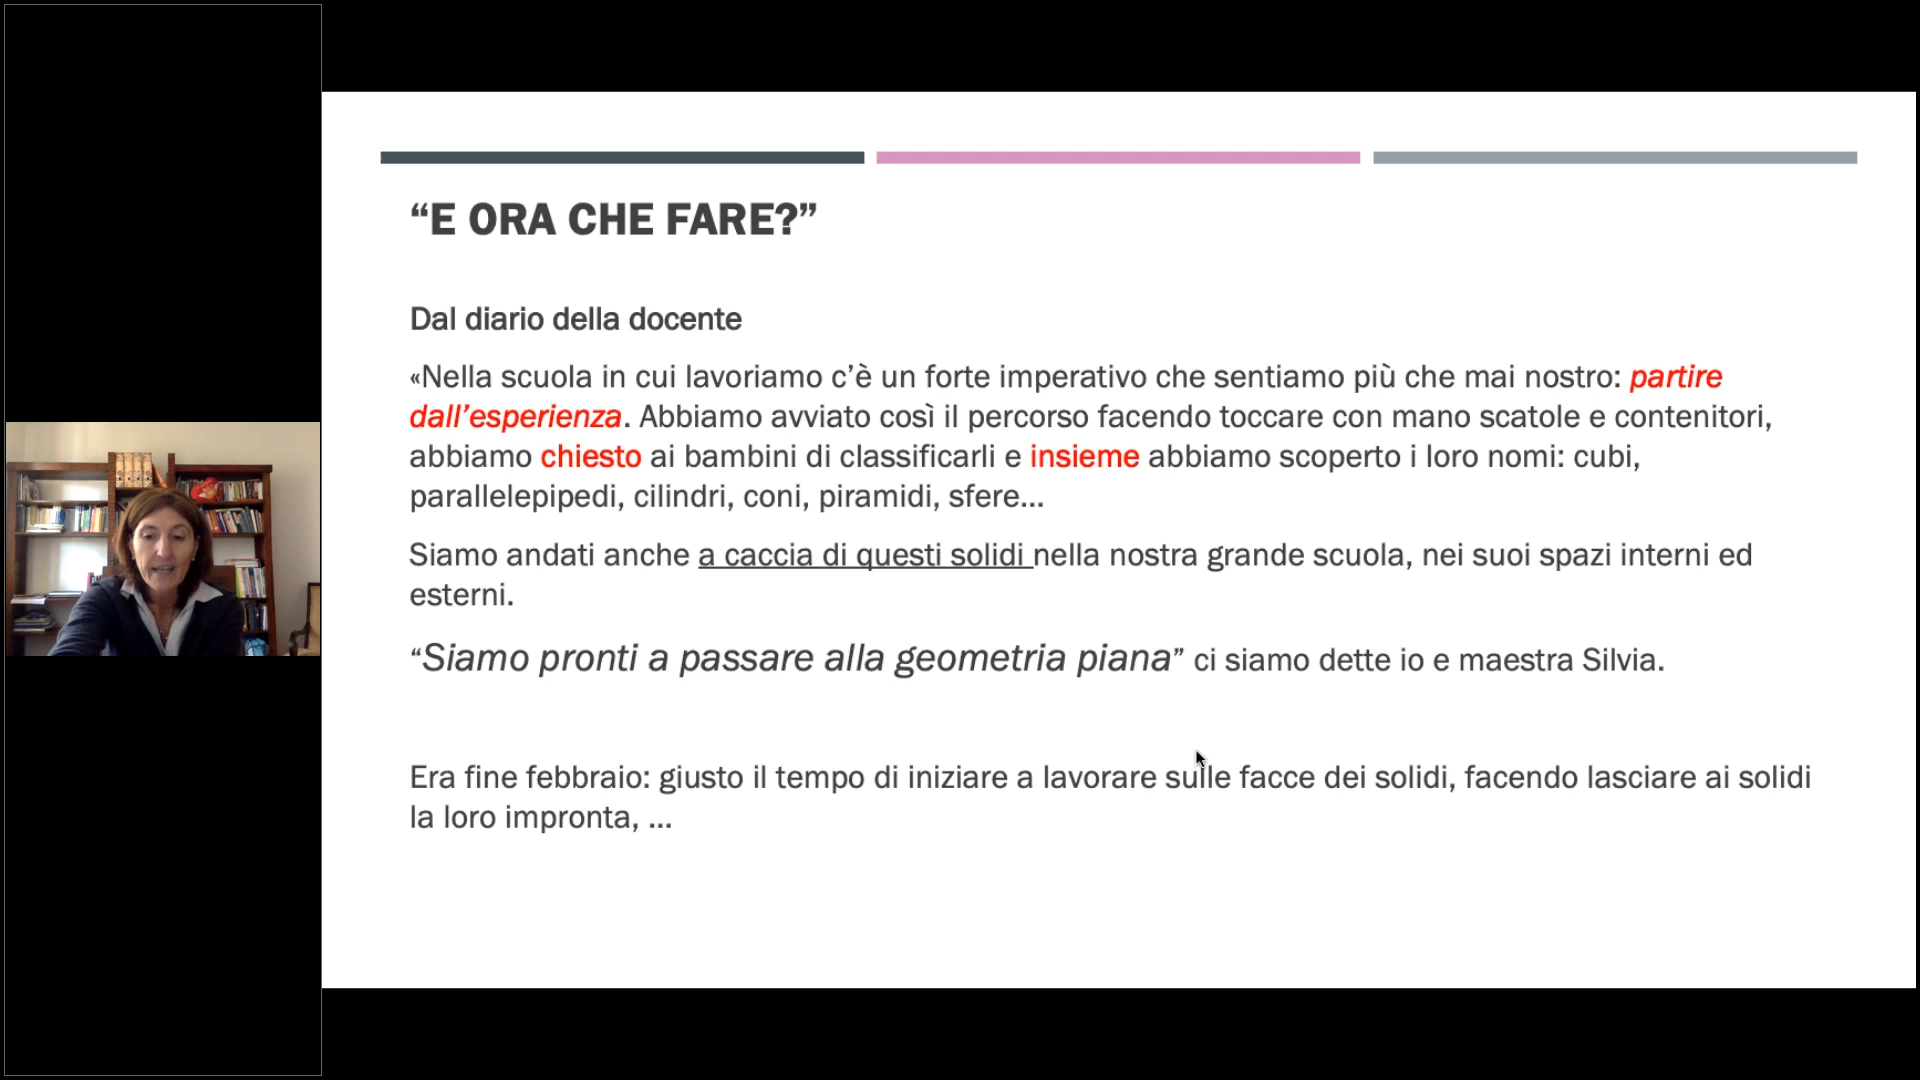 “E ORA CHE FARE?”
Dal diario della docente
«Nella scuola in cui lavoriamo c’è un forte imperativo che sentiamo più che mai nostro: partire
dall’esperienza. Abbiamo avviato così il percorso facendo toccare con mano scatole e contenitori,
abbiamo chiesto ai bambini di classificarli e insieme abbiamo scoperto i loro nomi: cubi,
parallelepipedi, cilindri, coni, piramidi, sfere...
Siamo andati anche a caccia di questi solidi nella nostra grande scuola, nei suoi spazi interni ed
esterni.
“Siamo pronti a passare alla geometria piana” ci siamo dette io e maestra Silvia.
Era fine febbraio: giusto il tempo di iniziare a lavorare sulle facce dei solidi, facendo lasciare ai solidi
la loro impronta, ...